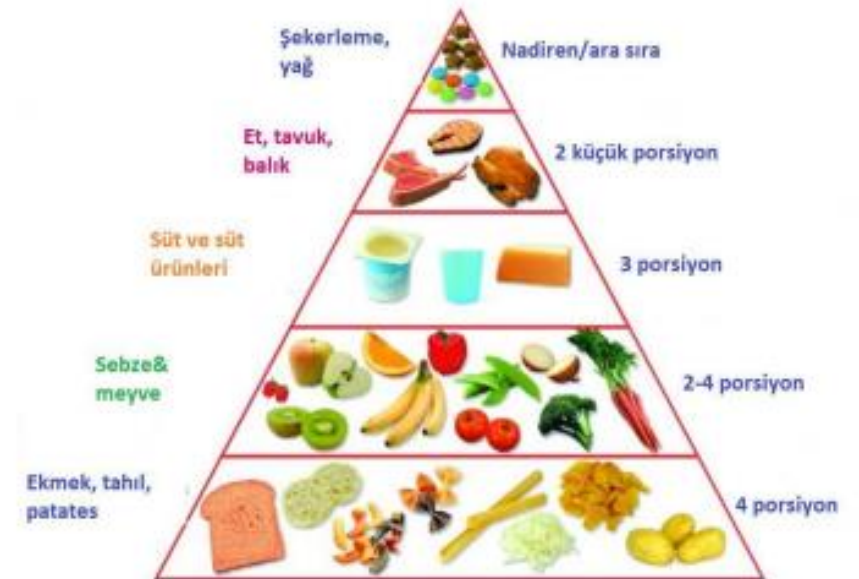 Şekerleme,
yağ
Nadiren/ara sıra
Et, tavuk,
balık
2 küçük porsiyon
Süt ve süt
ürünleri
3 porsiyon
Sebze&
meyve
2-4 porsiyon
Ekmek, tahıl,
patates
4 porsiyon